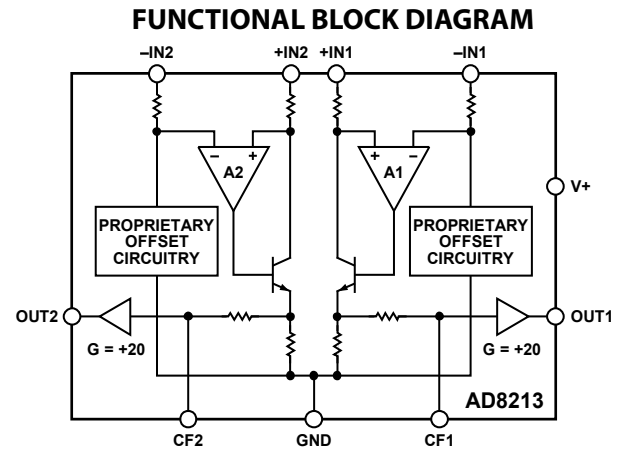 FUNCTIONAL BLOCK DIAGRAM
–IN2
+IN2
+IN1
–IN1
– +
A2
+ –
A1
V+
PROPRIETARY
OFFSET
CIRCUITRY
PROPRIETARY
OFFSET
CIRCUITRY
OUT2
G = +20
OUT1
G = +20
AD8213
CF2
GND
CF1